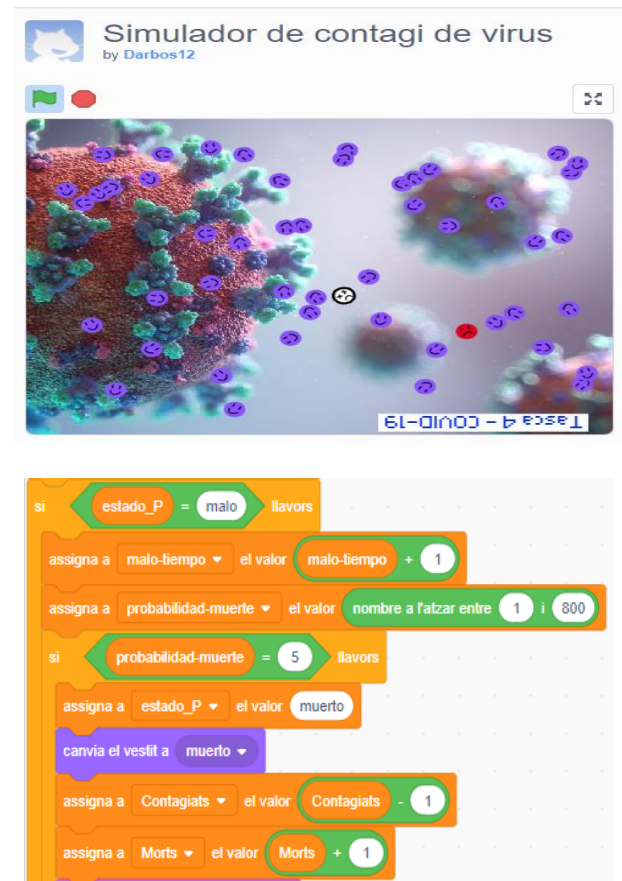 Simulador de contagi de virus
by Darbos12
Tasca 4 - COVID-19
si estado_P = malo llavors
assigna a malo-tiempo el valor malo-tiempo + 1
assigna a probabilidad-muerte el valor nombre a l'atzar entre 1 i 800
si probabilidad-muerte = 5 llavors
assigna a estado_P el valor muerto
canvia el vestit a muerto
assigna a Contagiats el valor Contagiats - 1
assigna a Morts el valor Morts + 1